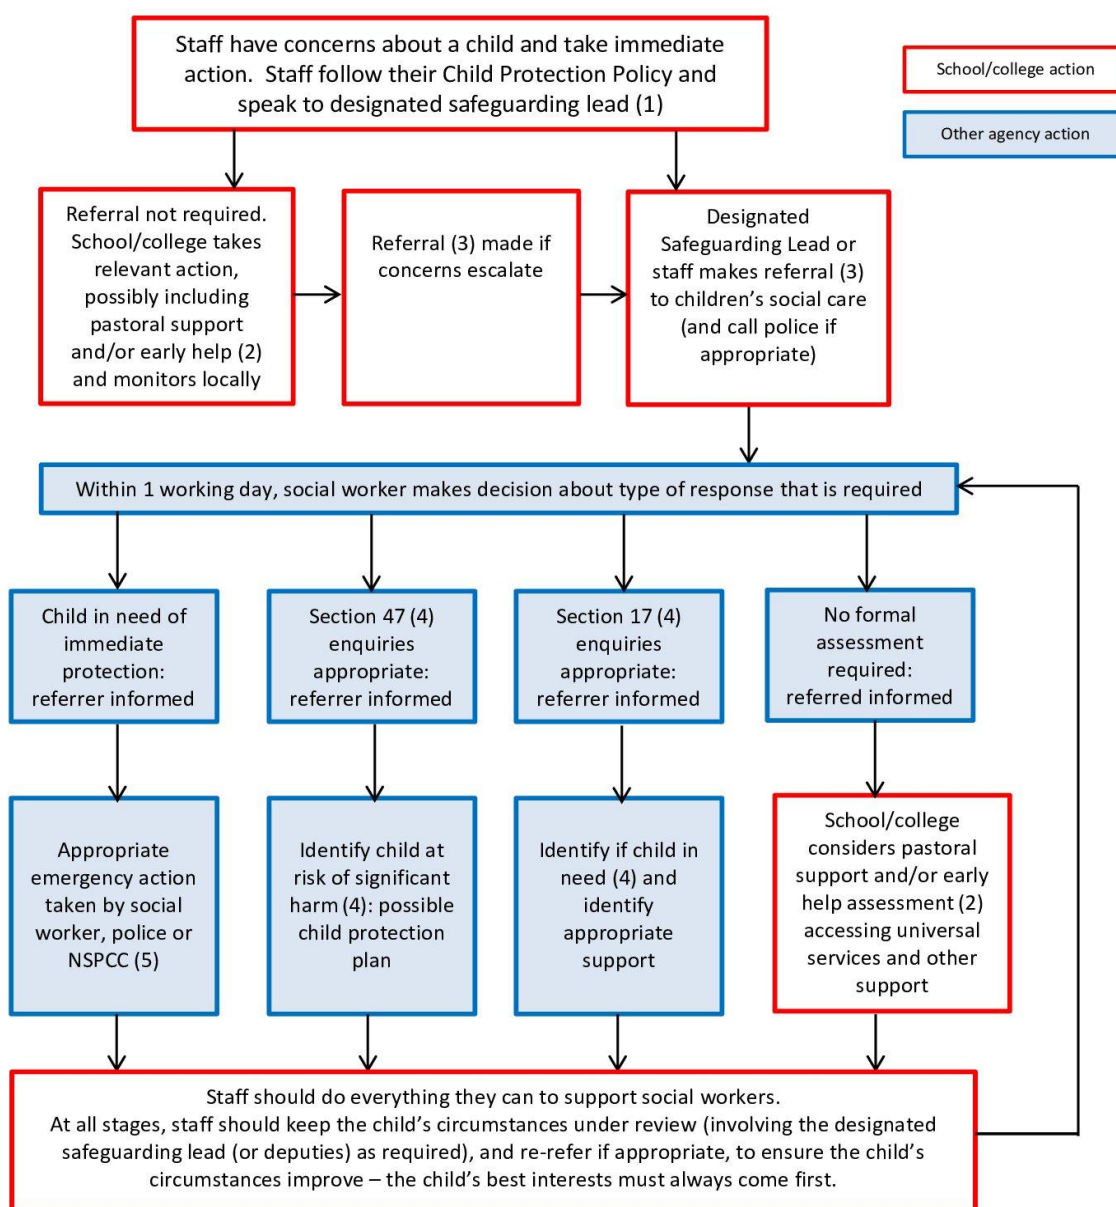 Staff have concerns about a child and take immediate
action.  Staff follow their Child Protection Policy and
speak to designated safeguarding lead (1)
School/college action
Other agency action
Referral not required.
School/college takes
relevant action,
possibly including
pastoral support
and/or early help (2)
and monitors locally
Referral (3) made if
concerns escalate
Designated
Safeguarding Lead or
staff makes referral (3)
to children’s social care
(and call police if
appropriate)
Within 1 working day, social worker makes decision about type of response that is required
Child in need of
immediate
protection:
referrer informed
Section 47 (4)
enquiries
appropriate:
referrer informed
Section 17 (4)
enquiries
appropriate:
referrer informed
No formal
assessment
required:
referred informed
Appropriate
emergency action
taken by social
worker, police or
NSPCC (5)
Identify child at
risk of significant
harm (4): possible
child protection
plan
Identify if child in
need (4) and
identify
appropriate
support
School/college
considers pastoral
support and/or early
help assessment (2)
accessing universal
services and other
support
Staff should do everything they can to support social workers.
At all stages, staff should keep the child’s circumstances under review (involving the designated
safeguarding lead (or deputies) as required), and re-refer if appropriate, to ensure the child’s
circumstances improve – the child’s best interests must always come first.